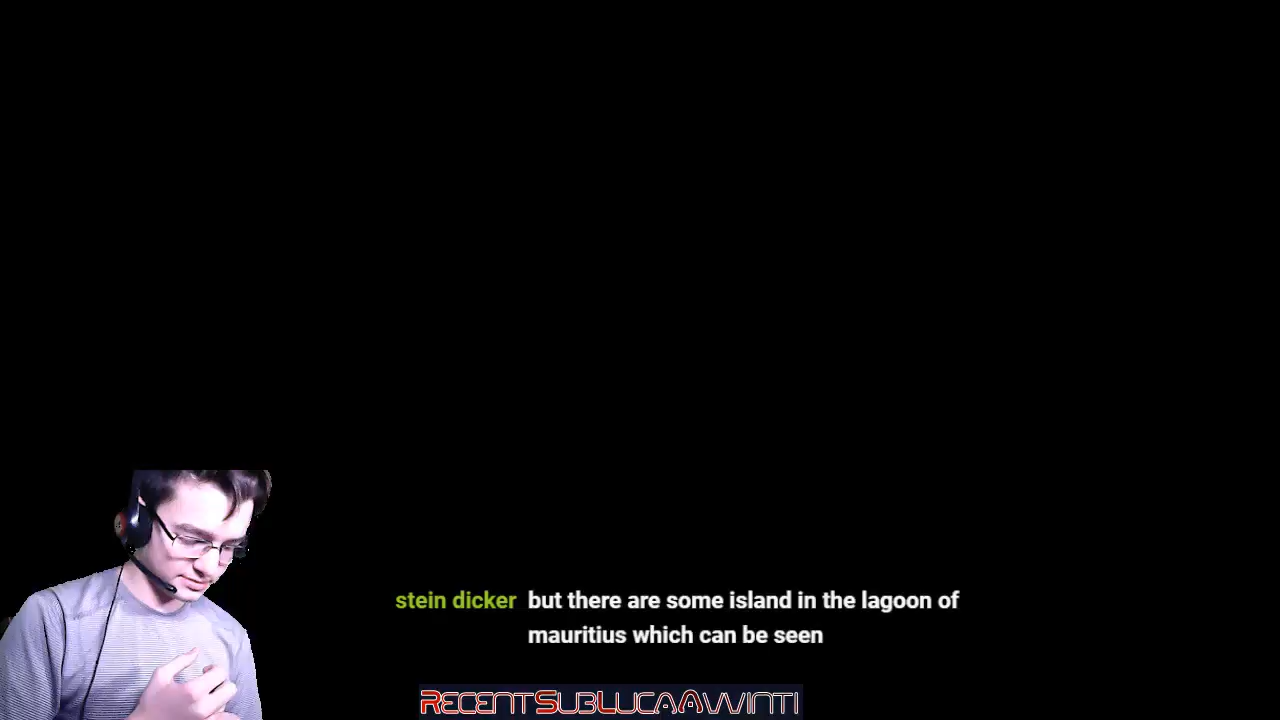 stein dicker but there are some island in the lagoon of
mauritius which can be seen
RecentSubLucaAvvinti